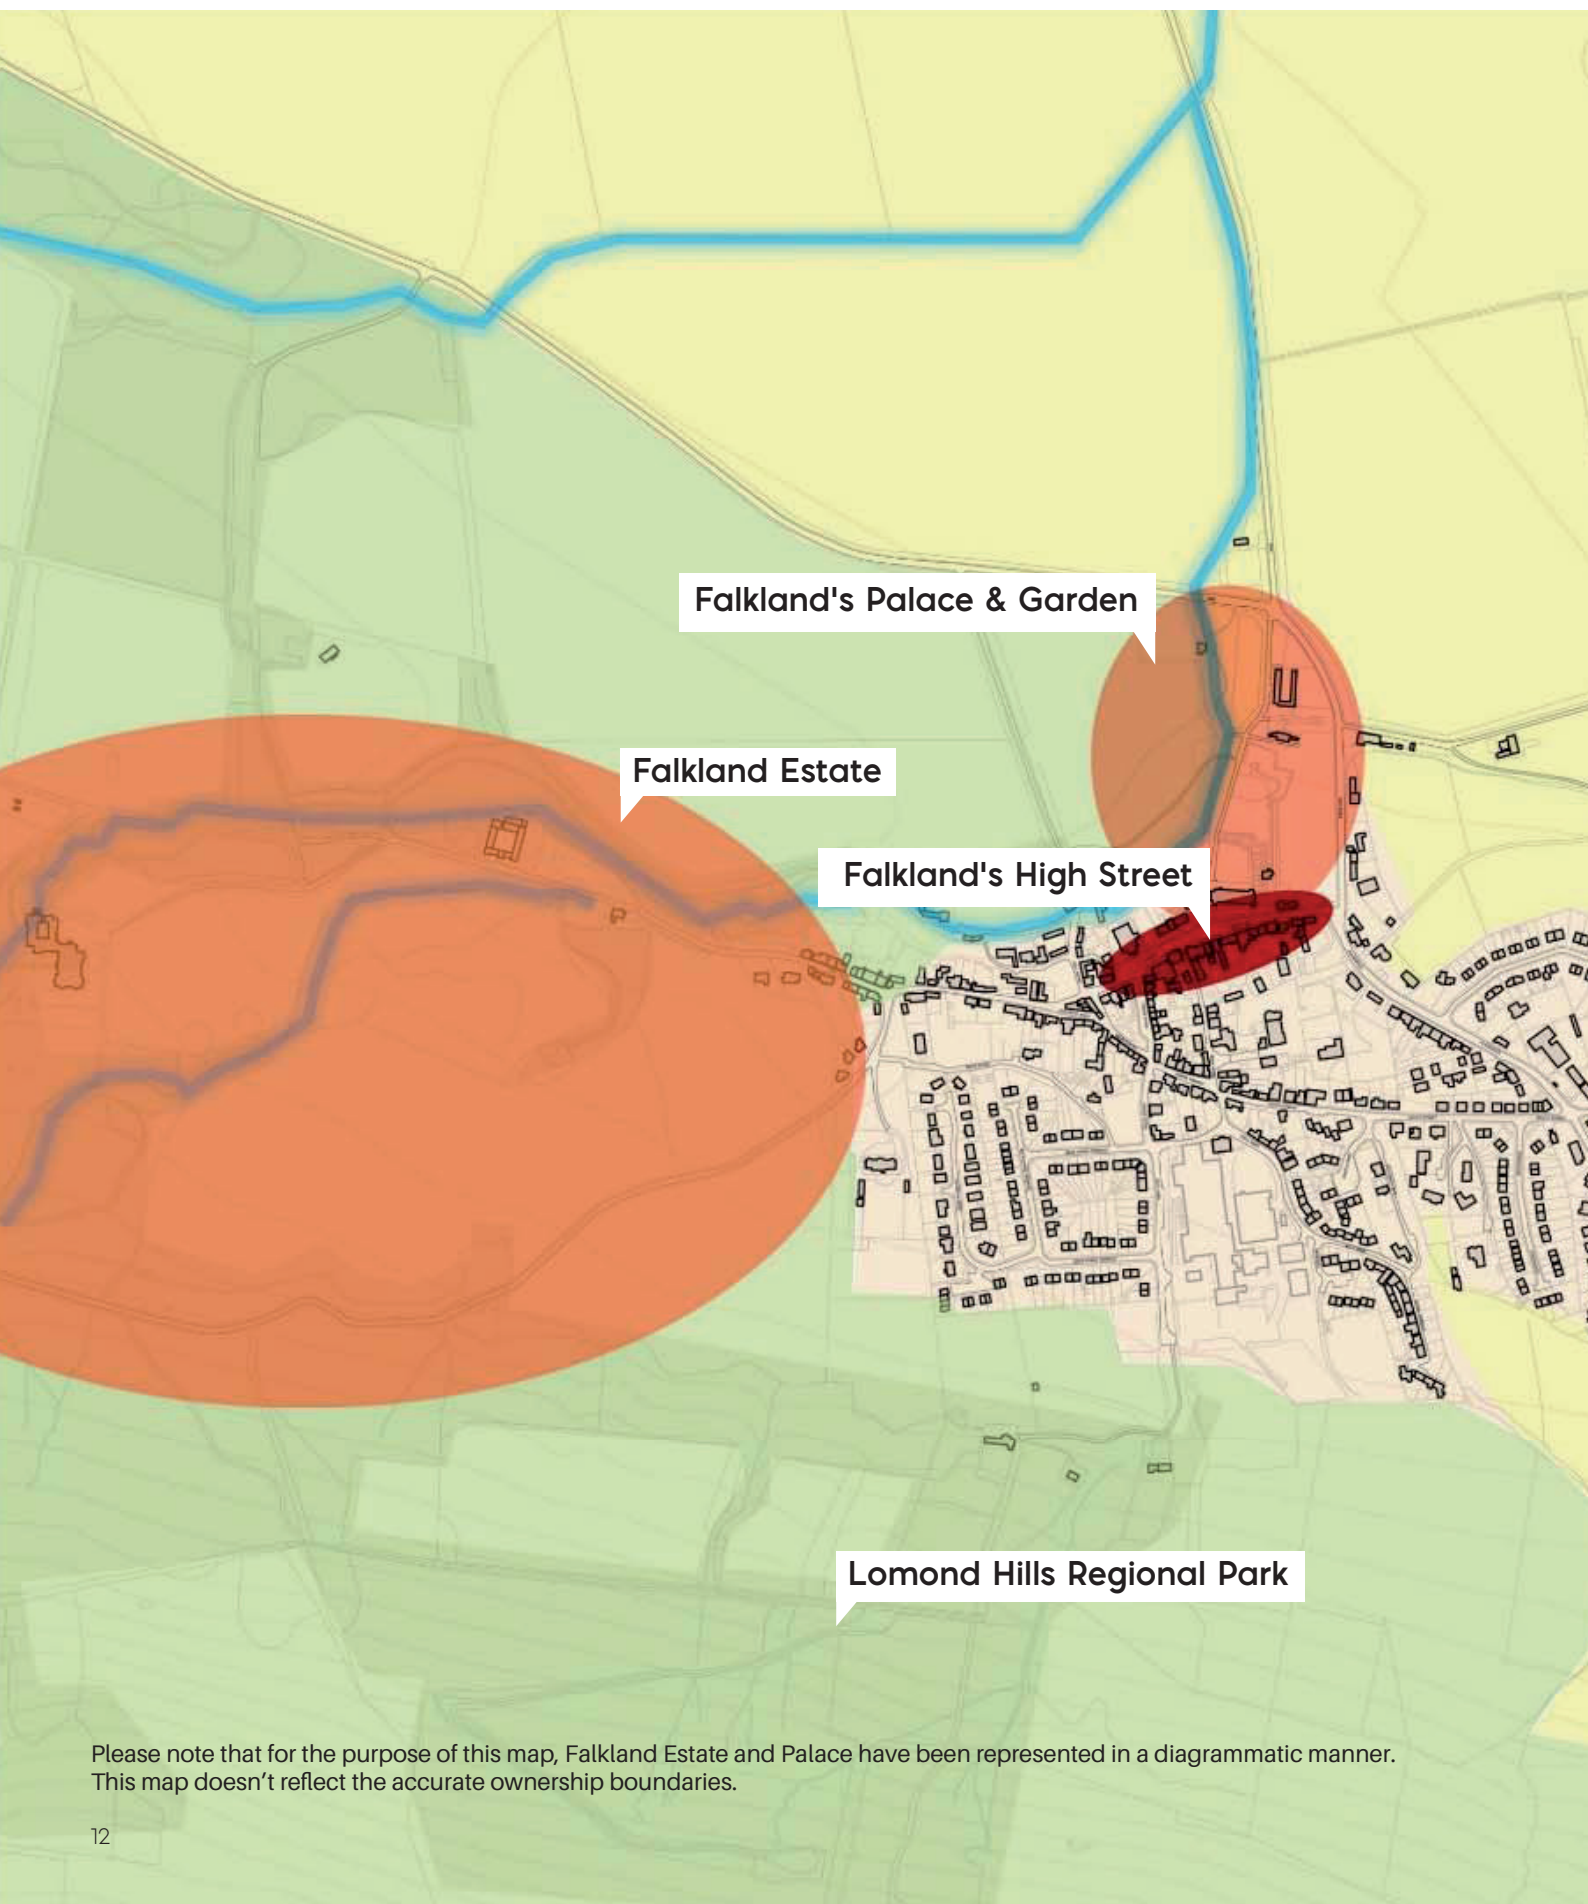 Falkland's Palace & Garden
Falkland Estate
Falkland's High Street
Lomond Hills Regional Park
Please note that for the purpose of this map, Falkland Estate and Palace have been represented in a diagrammatic manner.
This map doesn’t reflect the accurate ownership boundaries.
12